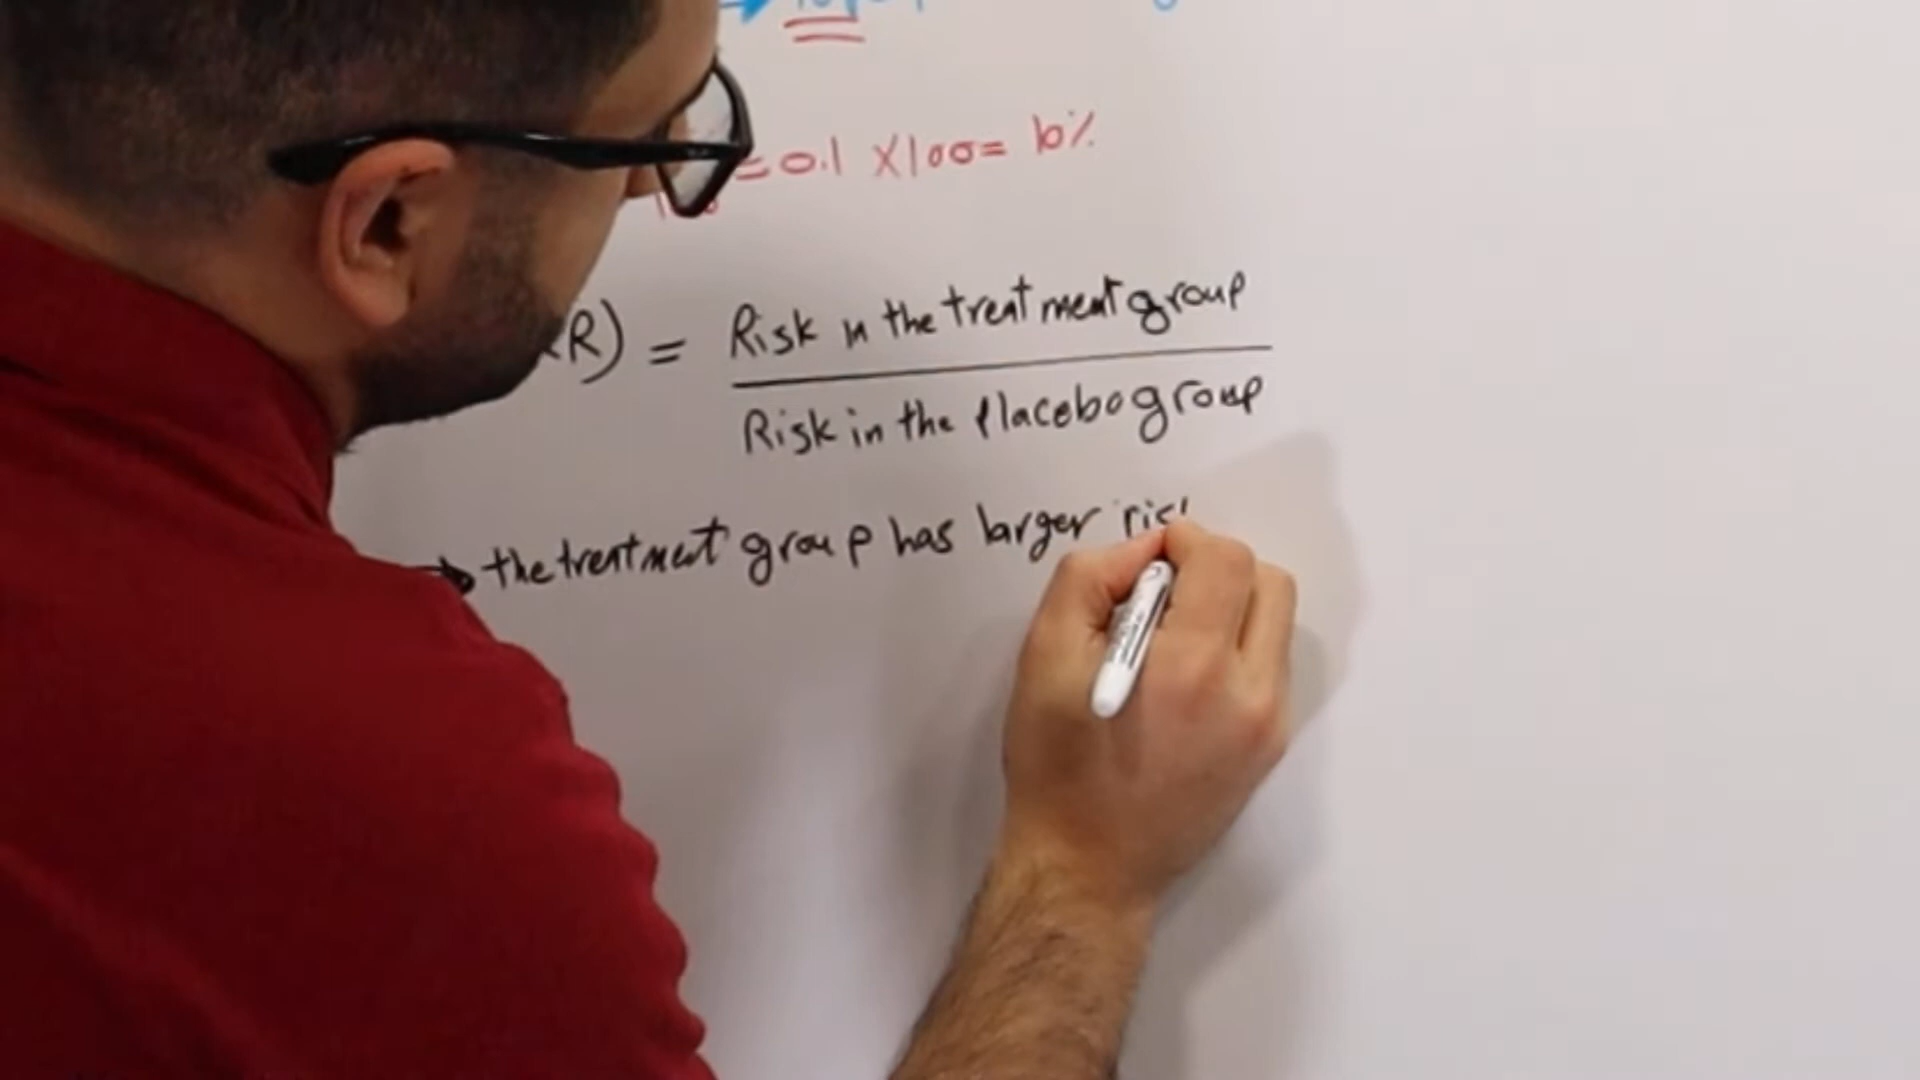 = 0.1 X100= 10%
R) = Risk in the treatment group
Risk in the placebo group
the treatment group has larger ris